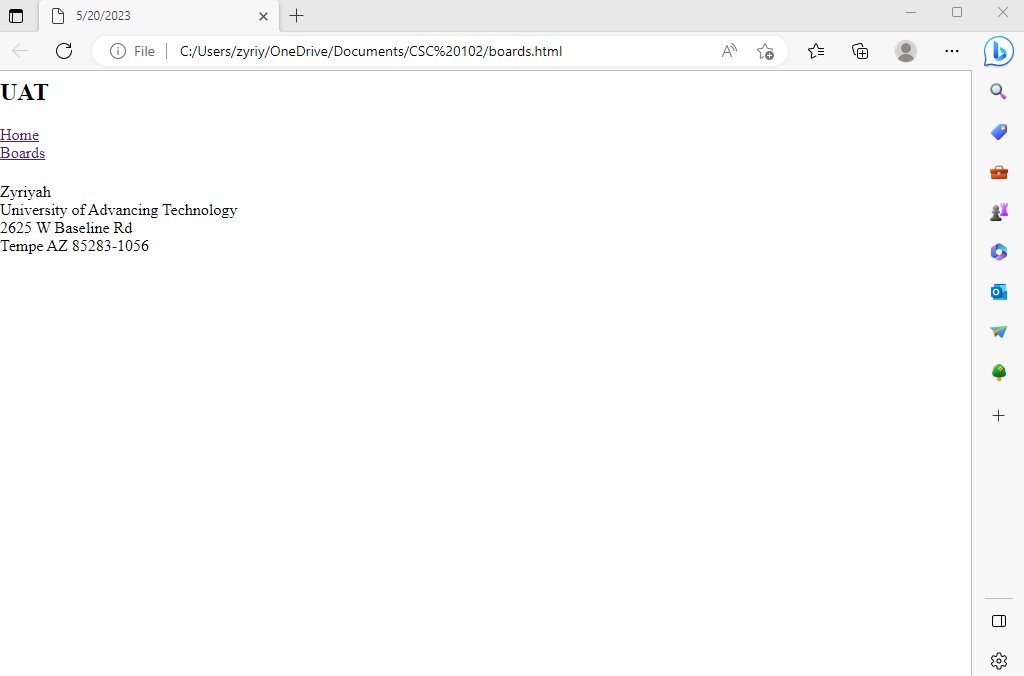 5/20/2023
File
C:/Users/zyriy/OneDrive/Documents/CSC%20102/boards.html
UAT
Home
Boards
Zyriyah
University of Advancing Technology
2625 W Baseline Rd
Tempe AZ 85283-1056